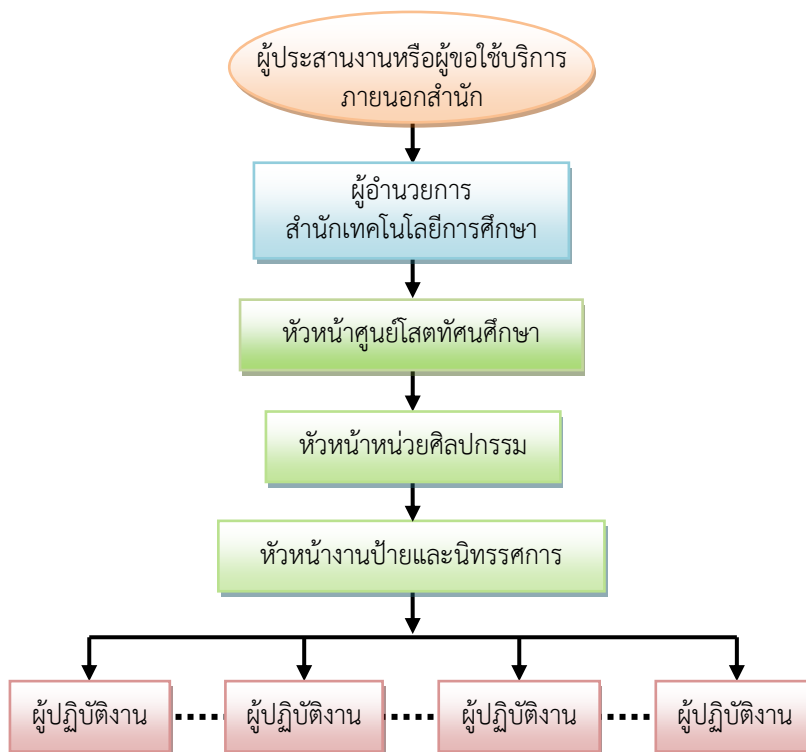 ผู้ประสานงานหรือผู้ขอใช้บริการ
ภายนอกสำนัก
ผู้อำนวยการ
สำนักเทคโนโลยีการศึกษา
หัวหน้าศูนย์โสตทัศนศึกษา
หัวหน้าหน่วยศิลปกรรม
หัวหน้างานป้ายและนิทรรศการ
ผู้ปฏิบัติงาน
ผู้ปฏิบัติงาน
ผู้ปฏิบัติงาน
ผู้ปฏิบัติงาน